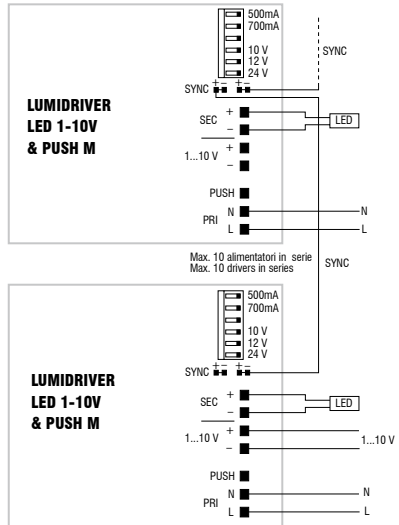 500mA
700mA
10 V
12 V
24 V
SYNC
+ - + -
SYNC
LUMIDRIVER
LED 1-10V
& PUSH M
SEC
+
-
LED
1...10 V
+
-
PUSH
PRI
N
L
N
L
Max. 10 alimentatori in serie
Max. 10 drivers in series
SYNC
500mA
700mA
10 V
12 V
24 V
SYNC
+ - + -
LUMIDRIVER
LED 1-10V
& PUSH M
SEC
+
-
LED
1...10 V
+
-
1...10 V
PUSH
PRI
N
L
N
L